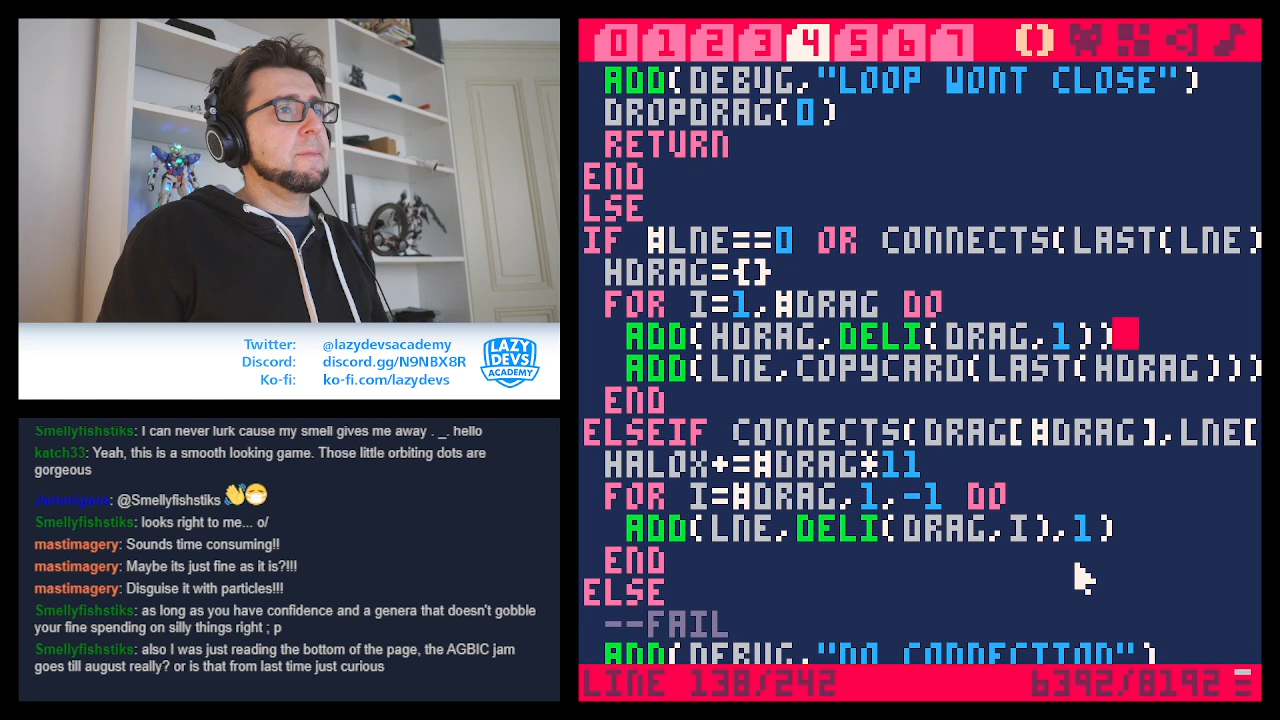 Twitter: @lazydevsacademy
Discord: discord.gg/N9NBX8R
Ko-fi: ko-fi.com/lazydevs
LAZY
DEVS
ACADEMY
Smellyfishstiks: I can never lurk cause my smell gives me away . _. hello
katch33: Yeah, this is a smooth looking game. Those little orbiting dots are
gorgeous
@Smellyfishstiks 👋😷
Smellyfishstiks: looks right to me... o/
mastimagery: Sounds time consuming!!
mastimagery: Maybe its just fine as it is?!!!
mastimagery: Disguise it with particles!!!
Smellyfishstiks: as long as you have confidence and a genera that doesn't gobble
your fine spending on silly things right ; p
Smellyfishstiks: also I was just reading the bottom of the page, the AGBIC jam
goes till august really? or is that from last time just curious
0 1 2 3 4 5 6 7 ()
ADD(DEBUG,"LOOP WONT CLOSE")
DROPDRAG(0)
RETURN
END
LSE
IF #LNE==0 OR CONNECTS(LAST(LNE)
HDRAG={}
FOR I=1,#DRAG DO
ADD(HDRAG,DELI(DRAG,1))
ADD(LNE,COPYCARD(LAST(HDRAG)))
END
ELSEIF CONNECTS(DRAG[#DRAG],LNE[
HALOX+=#DRAG*11
FOR I=#DRAG,1,-1 DO
ADD(LNE,DELI(DRAG,I),1)
END
ELSE
--FAIL
ADD(DEBUG,"NO CONNECTION")
LINE 138/242 6392/8192